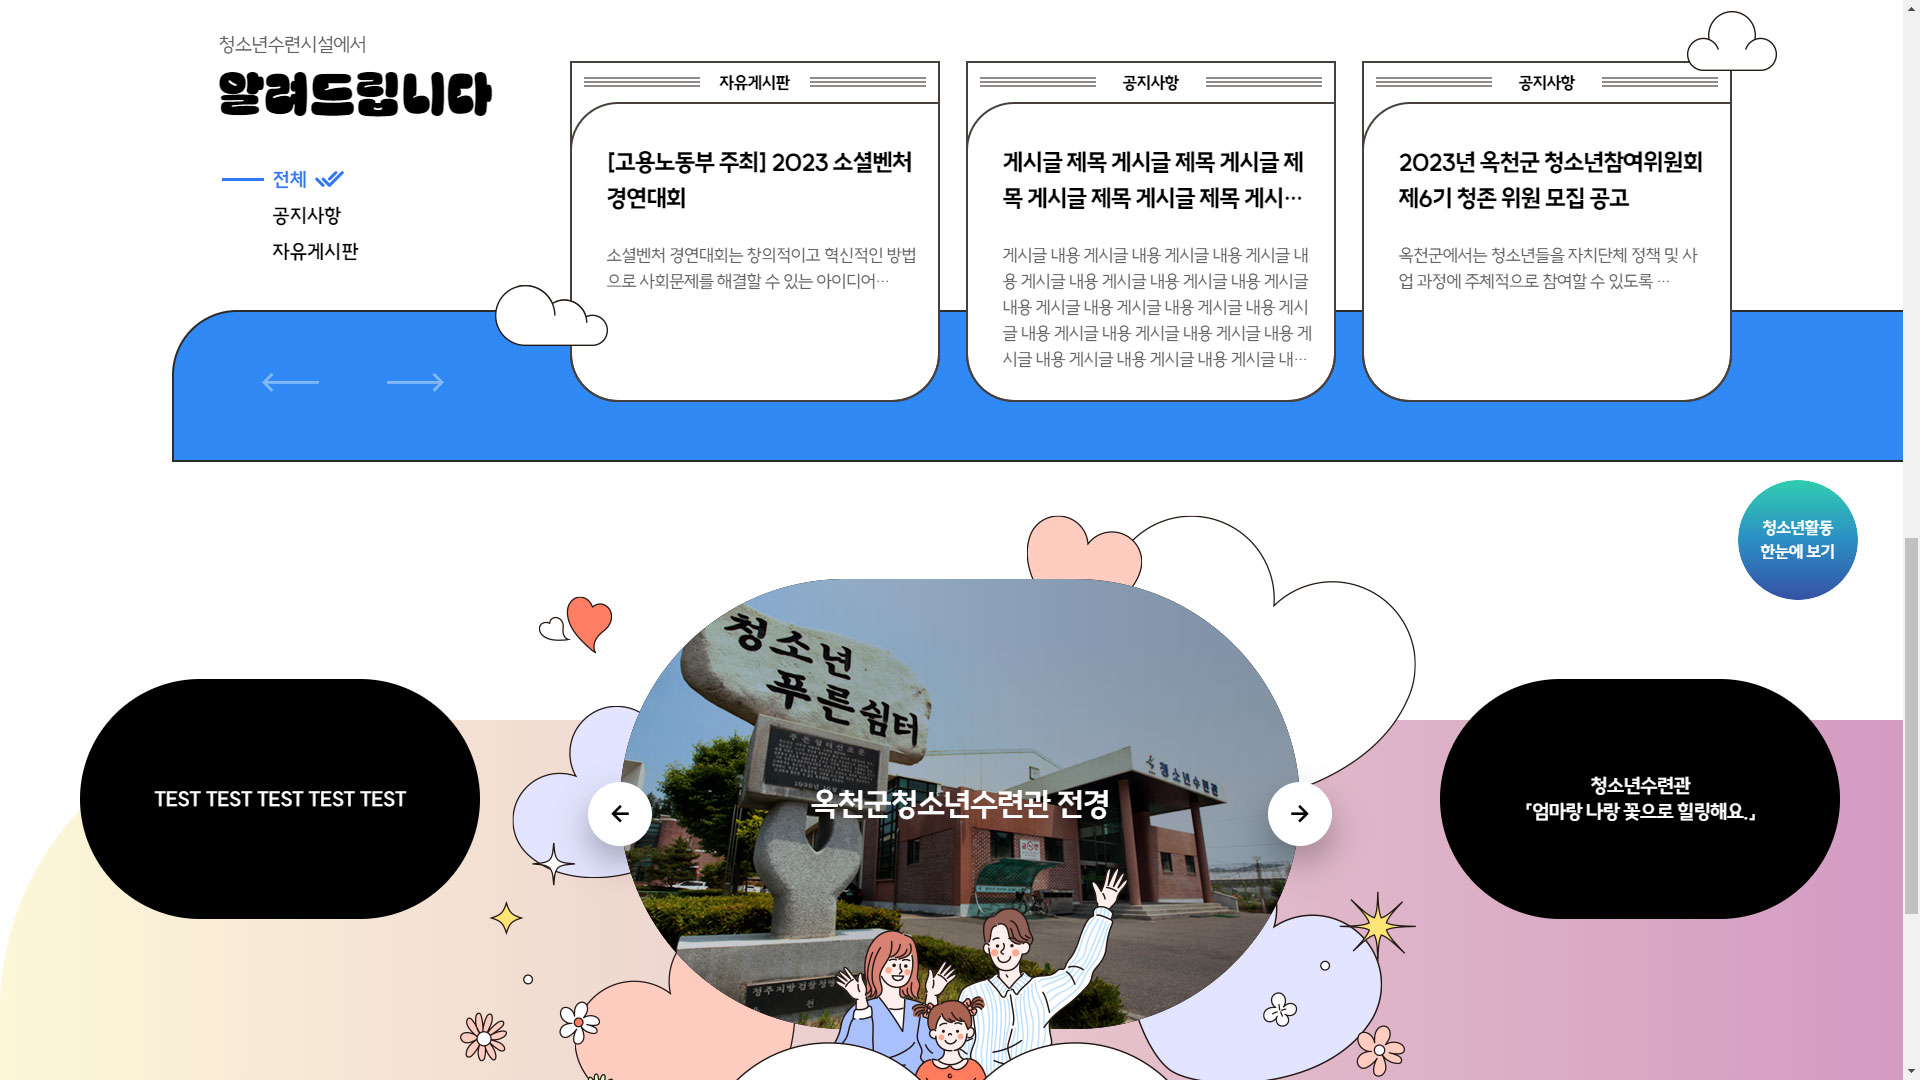 청소년수련시설에서
알려드립니다
전체
공지사항
자유게시판
자유게시판
[고용노동부 주최] 2023 소셜벤처
경연대회
소셜벤처 경연대회는 창의적이고 혁신적인 방법
으로 사회문제를 해결할 수 있는 아이디어…
공지사항
게시글 제목 게시글 제목 게시글 제
목 게시글 제목 게시글 제목 게시…
게시글 내용 게시글 내용 게시글 내용 게시글 내
용 게시글 내용 게시글 내용 게시글 내용 게시글
내용 게시글 내용 게시글 내용 게시글 내용 게시
글 내용 게시글 내용 게시글 내용 게시글 내용 게
시글 내용 게시글 내용 게시글 내용 게시글 내…
공지사항
2023년 옥천군 청소년참여위원회
제6기 청존 위원 모집 공고
옥천군에서는 청소년들을 자치단체 정책 및 사
업 과정에 주체적으로 참여할 수 있도록 …
청소년활동
한눈에 보기
TEST TEST TEST TEST TEST
청소년
푸른쉼터
청소년수련관
옥천군청소년수련관 전경
청소년수련관
「엄마랑 나랑 꽃으로 힐링해요.」